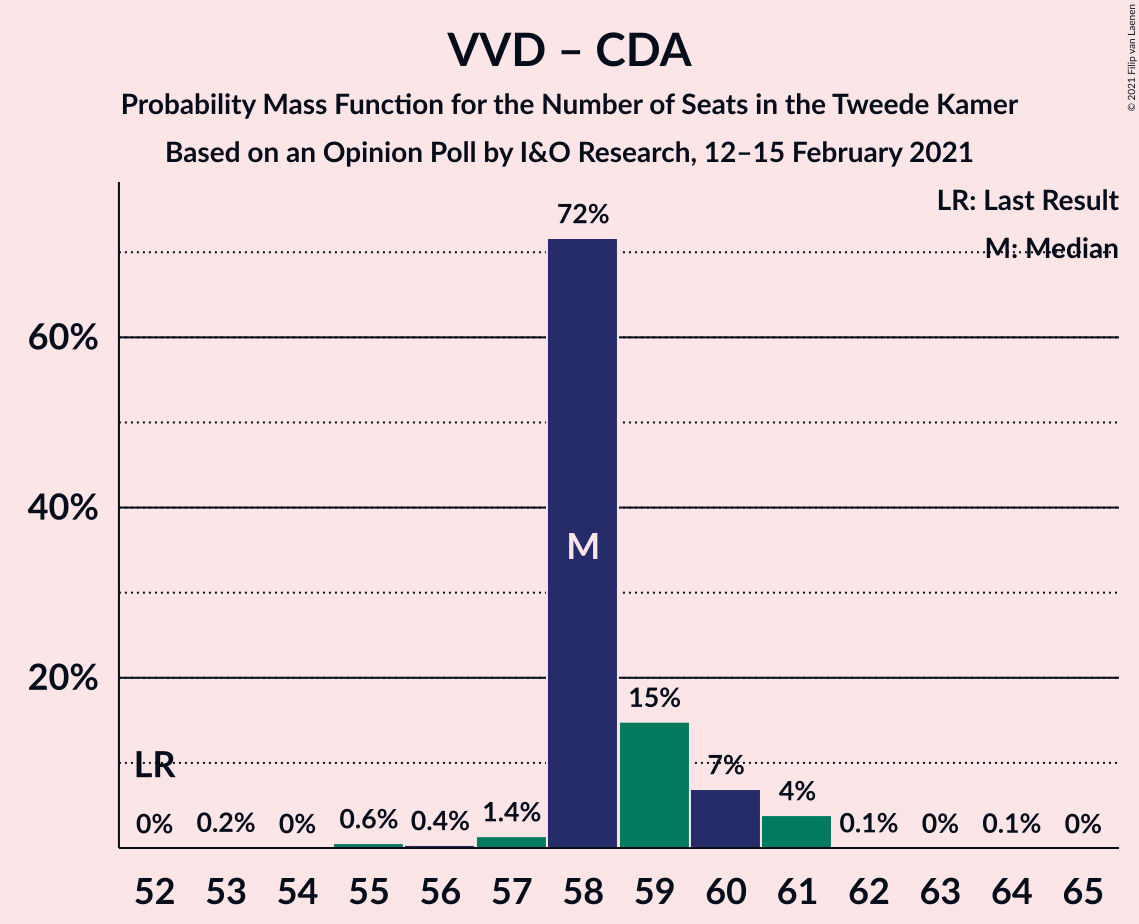 VVD – CDA
Probability Mass Function for the Number of Seats in the Tweede Kamer
Based on an Opinion Poll by I&O Research, 12–15 February 2021
© 2021 Filip van Laenen
LR: Last Result
M: Median
60%
40%
20%
72%
M
15%
7%
4%
LR
0%
0.2%
0%
0.6%
0.4%
1.4%
0.1%
0%
0.1%
0%
52 53 54 55 56 57 58 59 60 61 62 63 64 65